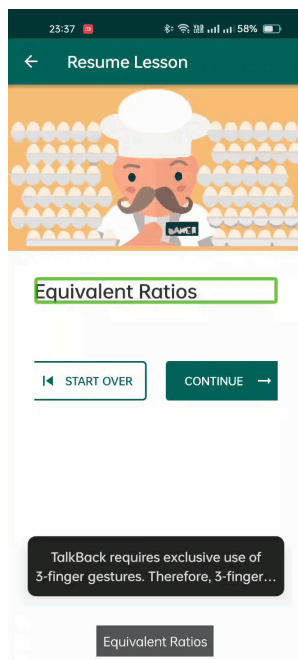 23:37
58%
Resume Lesson
BAKER
Equivalent Ratios
START OVER
CONTINUE
TalkBack requires exclusive use of
3-finger gestures. Therefore, 3-finger...
Equivalent Ratios